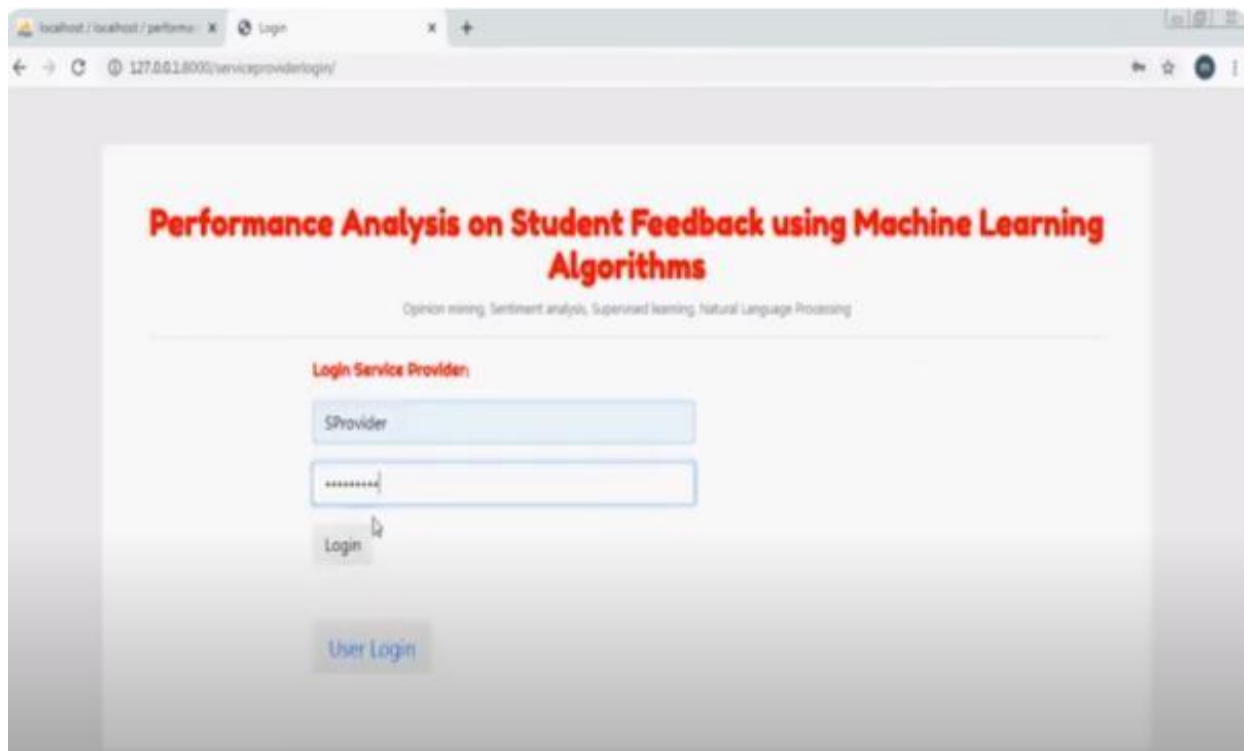 localhost / localhost / performa
Login
127.0.0.1:8000/serviceproviderlogin/
Performance Analysis on Student Feedback using Machine Learning
Algorithms
Opinion mining, Sentiment analysis, Supervised learning, Natural Language Processing
Login Service Provider:
SProvider
Login
User Login